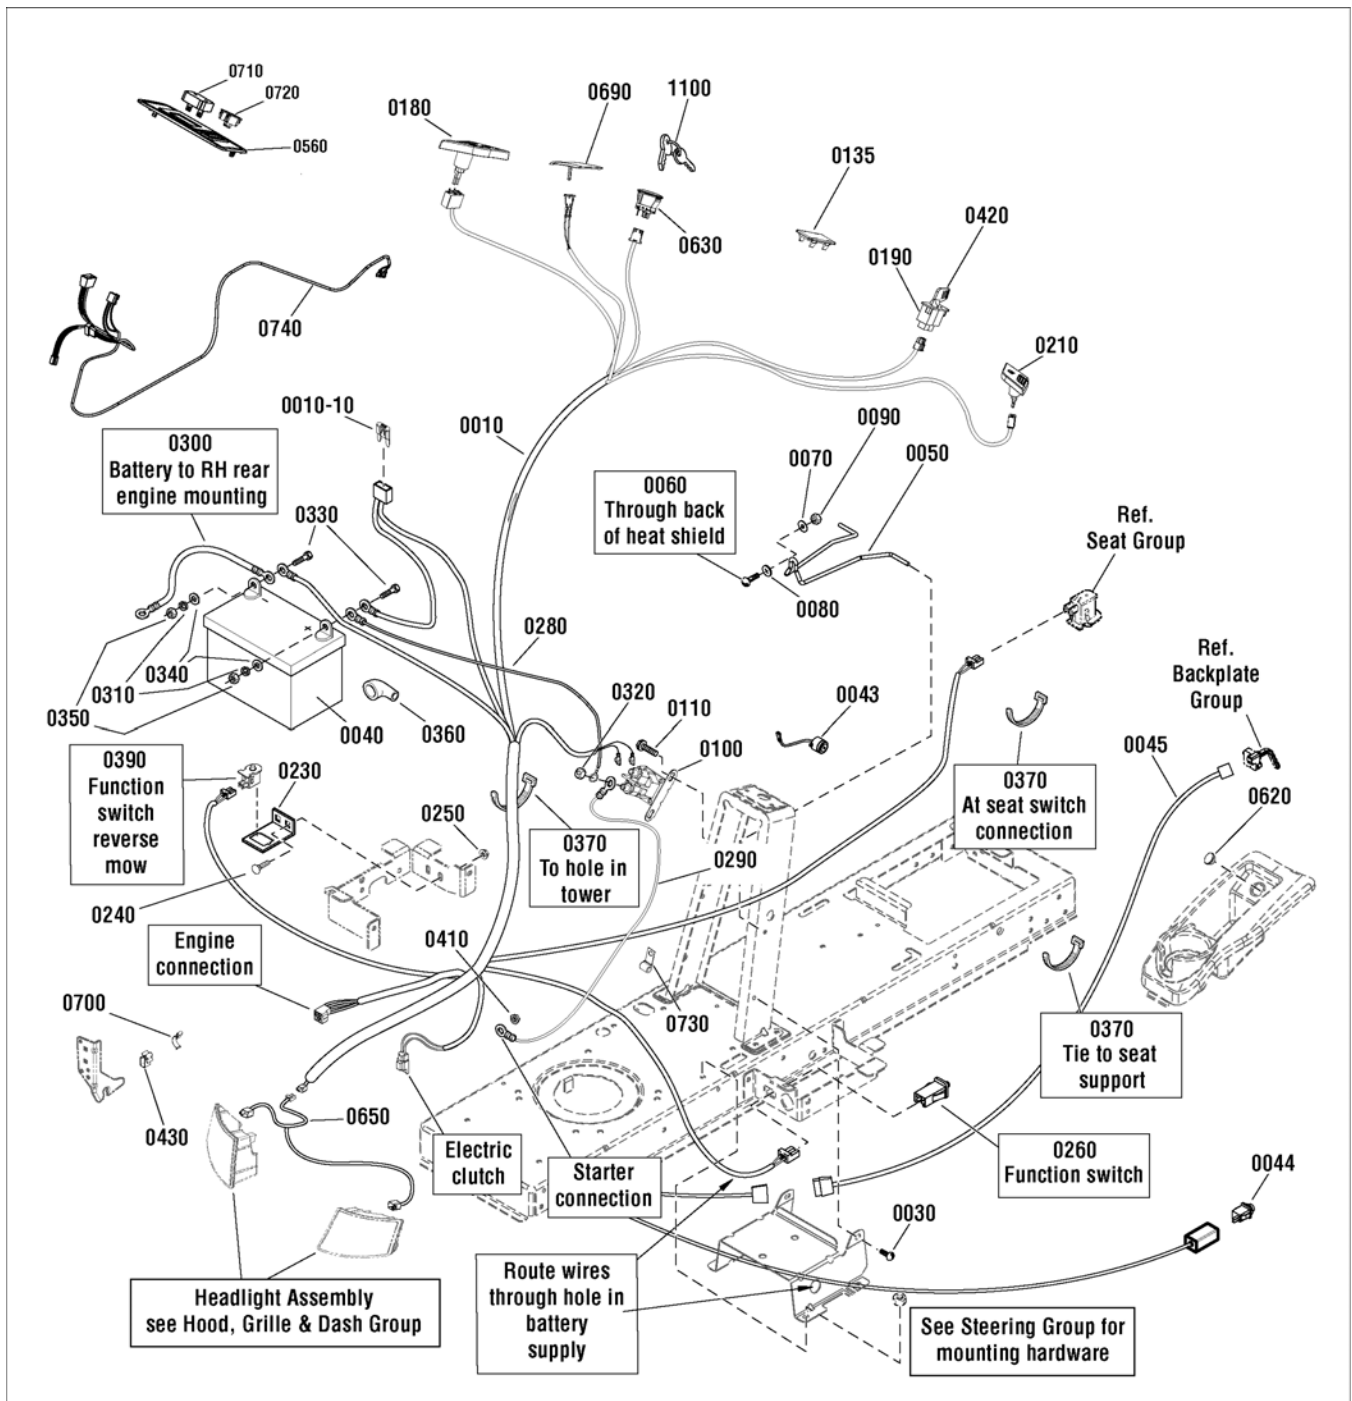 0710
0720
0560
0180
0690
1100
0135
0420
0190
0630
0210
0740
0010-10
0010
0090
0050
0070
0300
Battery to RH rear
engine mounting
0060
Through back
of heat shield
0330
Ref.
Seat Group
0080
0280
0340
0310
0350
0040
0360
0320
0110
0043
0100
Ref.
Backplate
Group
0045
0390
Function
switch
reverse
mow
0230
0250
0370
At seat switch
connection
0620
0370
To hole in
tower
0290
0240
0410
Engine
connection
0700
0730
0370
Tie to seat
support
0430
0650
Electric
clutch
Starter
connection
0260
Function switch
0044
0030
Route wires
through hole in
battery
supply
Headlight Assembly
see Hood, Grille & Dash Group
See Steering Group for
mounting hardware